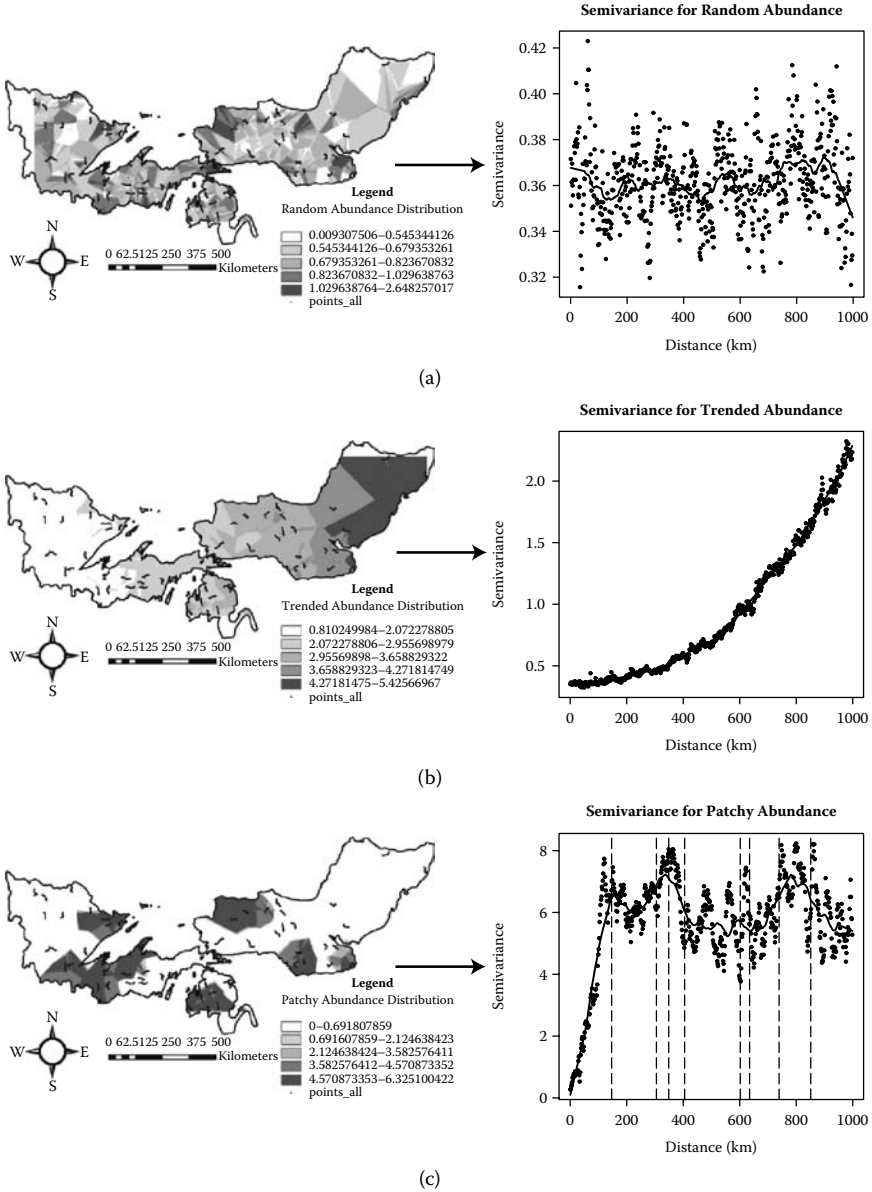 Semivariance for Random Abundance
0.42
0.40
0.38
0.36
0.34
0.32
Semivariance
0 200 400 600 800 1000
Distance (km)
Legend
Random Abundance Distribution
0.009307506–0.545344126
0.545344126–0.679353261
0.679353261–0.823670832
0.823670832–1.029638763
1.029638764–2.648257017
points_all
N
W E
S
0 62.5125 250 375 500
Kilometers
(a)
Semivariance for Trended Abundance
2.0
1.5
1.0
0.5
Semivariance
0 200 400 600 800 1000
Distance (km)
Legend
Trended Abundance Distribution
0.810249984–2.072278805
2.072278806–2.955698979
2.95569898–3.658829322
3.658829323–4.271814749
4.27181475–5.42566967
points_all
N
W E
S
0 62.5125 250 375 500
Kilometers
(b)
Semivariance for Patchy Abundance
8
6
4
2
0
Semivariance
0 200 400 600 800 1000
Distance (km)
Legend
Patchy Abundance Distribution
0–0.691807859
0.691607859–2.124638423
2.124638424–3.582576411
3.582576412–4.570873352
4.570873353–6.325100422
points_all
N
W E
S
0 62.5125 250 375 500
Kilometers
(c)